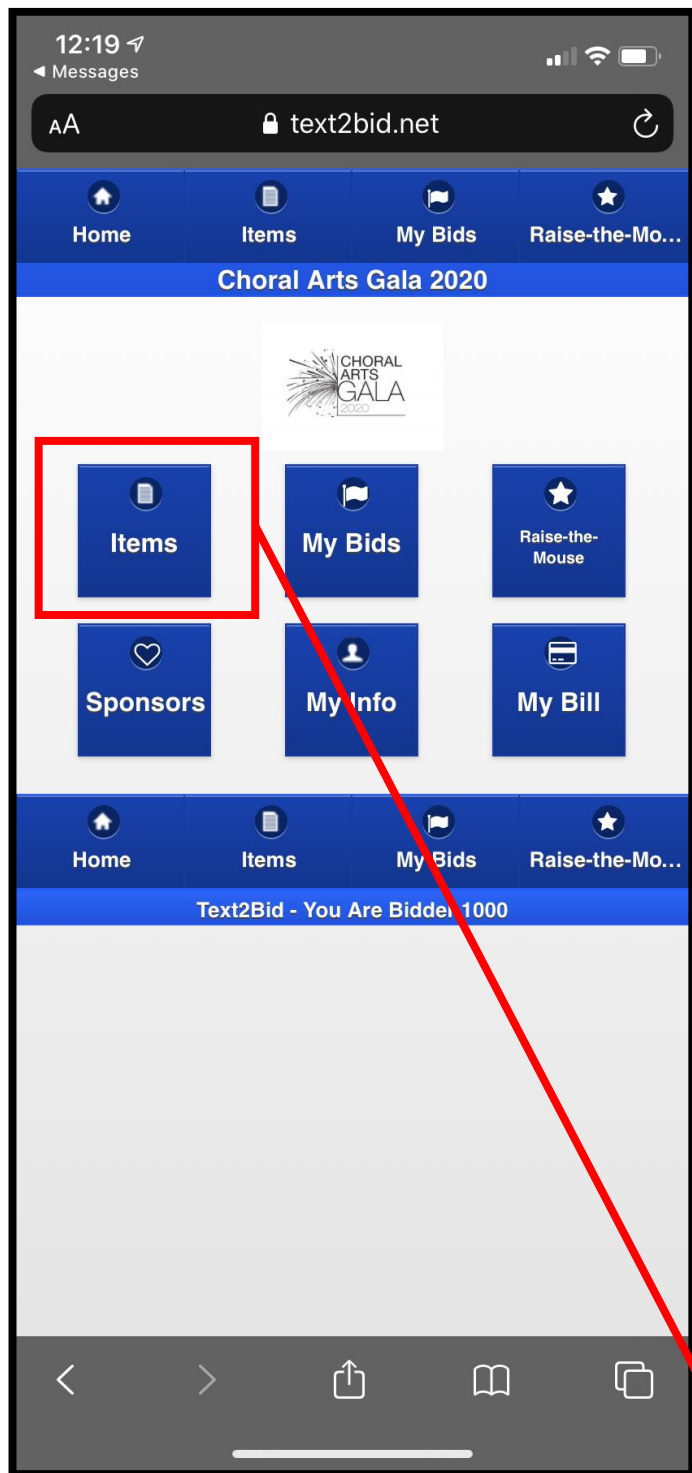 12:19
◀ Messages
AA text2bid.net
Home Items My Bids Raise-the-Mo...
Choral Arts Gala 2020
CHORAL
ARTS
GALA
2020
Items My Bids Raise-the-
Mouse
Sponsors My Info My Bill
Home Items My Bids Raise-the-Mo...
Text2Bid - You Are Bidder 1000